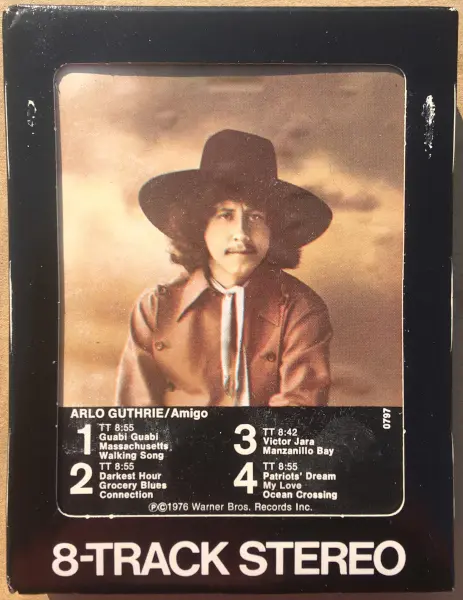 ARLO GUTHRIE/Amigo
0797
1 TT 8:55
Guabi Guabi
Massachusetts
Walking Song
2 TT 8:55
Darkest Hour
Grocery Blues
Connection
3 TT 8:42
Victor Jara
Manzanillo Bay
4 TT 8:55
Patriots' Dream
My Love
Ocean Crossing
Ⓟ©1976 Warner Bros. Records Inc.
8-TRACK STEREO